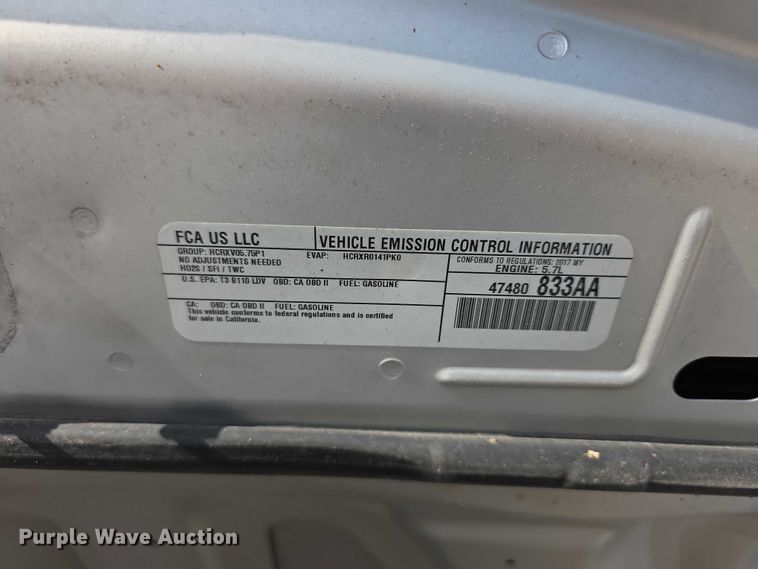 FCA US LLC
VEHICLE EMISSION CONTROL INFORMATION
GROUP: HCRXV05.75P1 EVAP: HCRXR0141PK0
CONFORMS TO REGULATIONS: 2017 MY
NO ADJUSTMENTS NEEDED
ENGINE: 5.7L
HO2S / SFI / TWC
U.S. EPA: T3 B110 LDV OBD: CA OBD II FUEL: GASOLINE
47480 833AA
CA: OBD: CA OBD II FUEL: GASOLINE
This vehicle conforms to federal regulations and is certified
for sale in California.
Purple Wave Auction